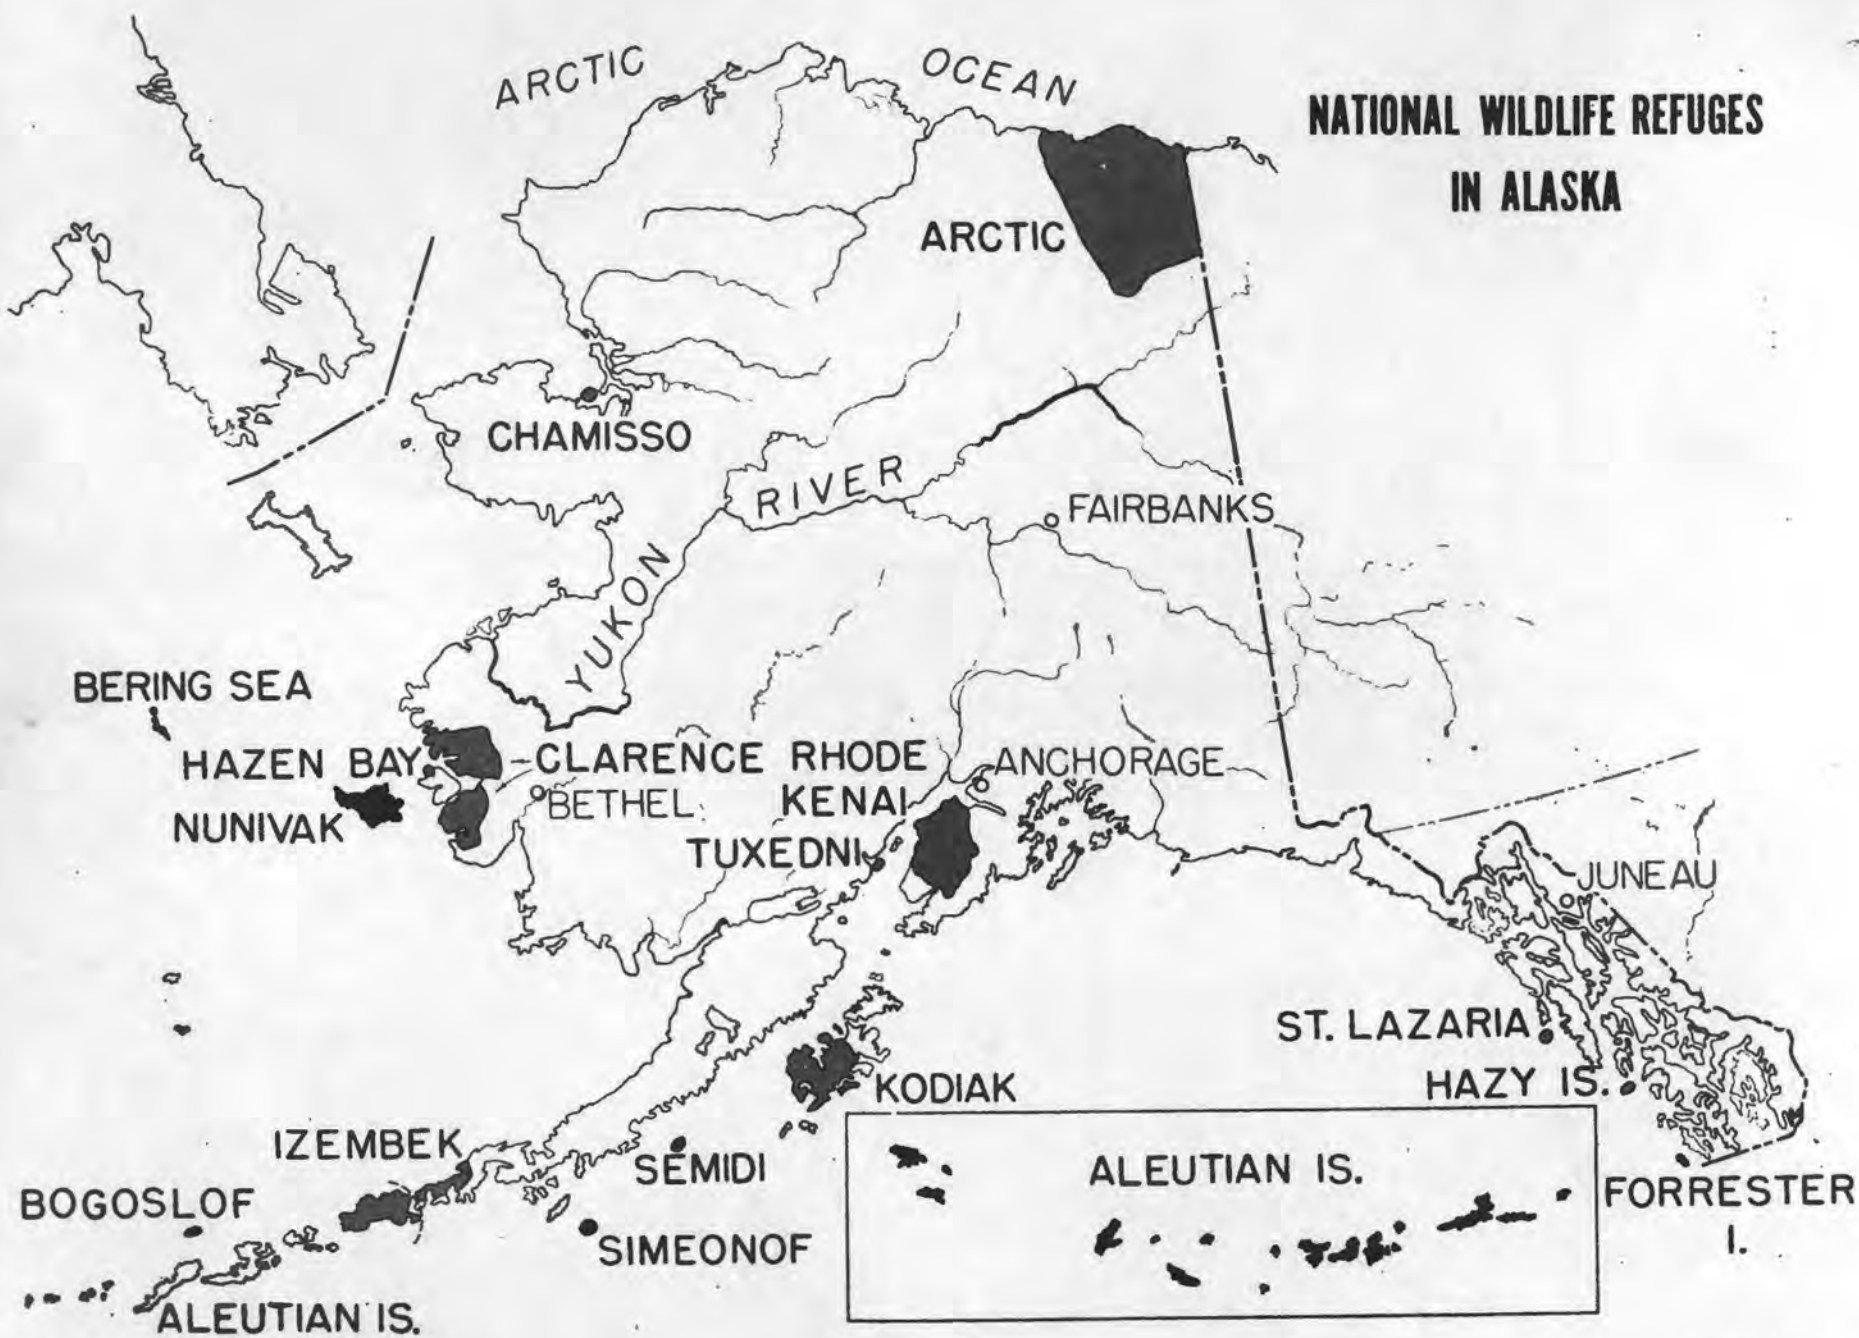 ARCTIC OCEAN
NATIONAL WILDLIFE REFUGES
IN ALASKA
ARCTIC
CHAMISSO
YUKON RIVER
FAIRBANKS
BERING SEA
HAZEN BAY
CLARENCE RHODE
ANCHORAGE
NUNIVAK
BETHEL
KENAI
TUXEDNI
JUNEAU
ST. LAZARIA
HAZY IS.
KODIAK
IZEMBEK
SEMIDI
ALEUTIAN IS.
BOGOSLOF
FORRESTER
I.
SIMEONOF
ALEUTIAN IS.